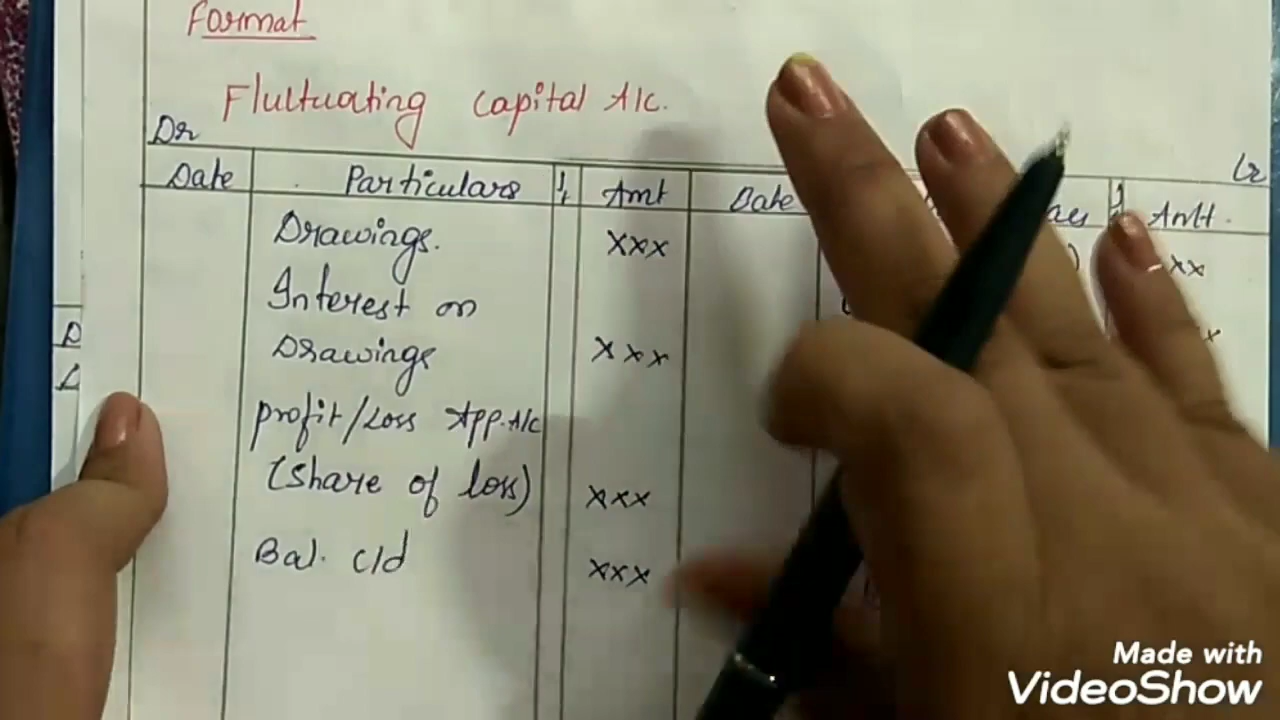 Format
Fluctuating Capital A/c.
Dr
Cr
Date Particulars Amt Date Amt.
Drawings. xxx xx
Interest on
Drawings xxx
profit/Loss App. A/c
(Share of loss) xxx
Bal. c/d xxx
Made with
VideoShow